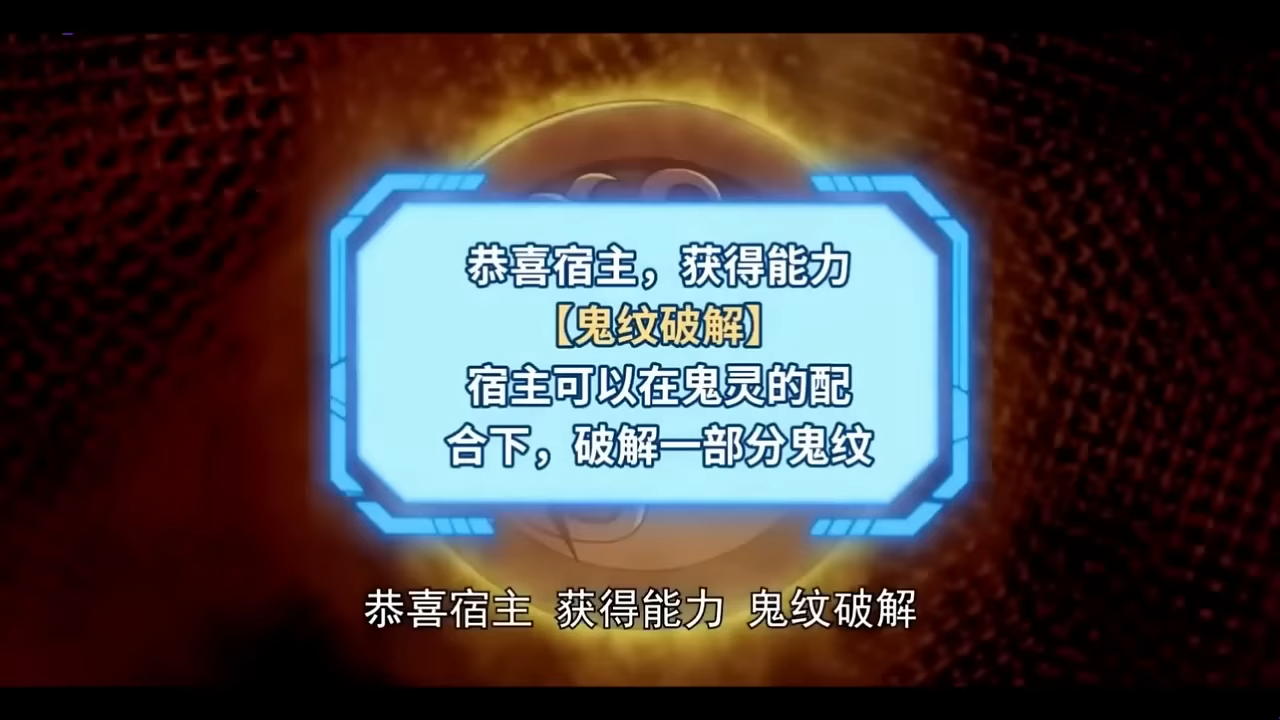 恭喜宿主，获得能力
【鬼纹破解】
宿主可以在鬼灵的配
合下，破解一部分鬼纹
恭喜宿主 获得能力 鬼纹破解